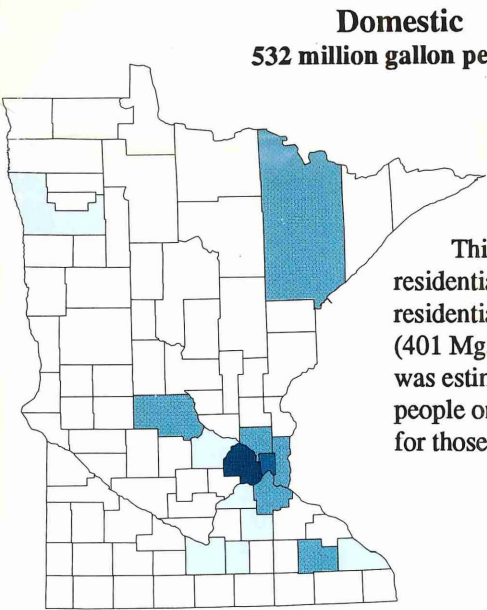 Domestic
532 million gallon pe
Thi
residentia
residentia
(401 Mg
was estin
people or
for those